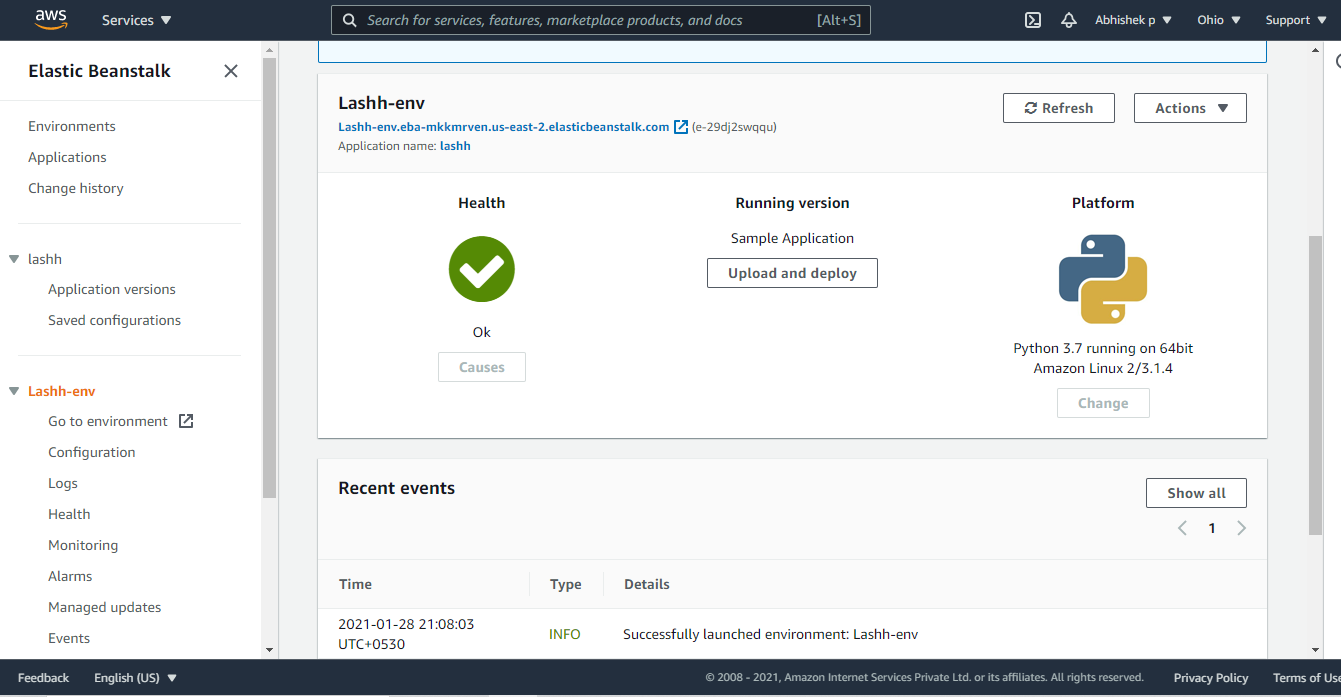 aws
Services
Search for services, features, marketplace products, and docs [Alt+S]
Abhishek p
Ohio
Support
Elastic Beanstalk
Environments
Applications
Change history
lashh
Application versions
Saved configurations
Lashh-env
Go to environment
Configuration
Logs
Health
Monitoring
Alarms
Managed updates
Events
Lashh-env
Lashh-env.eba-mkkmrven.us-east-2.elasticbeanstalk.com (e-29dj2swqqu)
Application name: lashh
Refresh
Actions
Health
Ok
Causes
Running version
Sample Application
Upload and deploy
Platform
Python 3.7 running on 64bit
Amazon Linux 2/3.1.4
Change
Recent events
Show all
1
Time Type Details
2021-01-28 21:08:03
UTC+0530
INFO
Successfully launched environment: Lashh-env
Feedback
English (US)
© 2008 - 2021, Amazon Internet Services Private Ltd. or its affiliates. All rights reserved.
Privacy Policy
Terms of Use